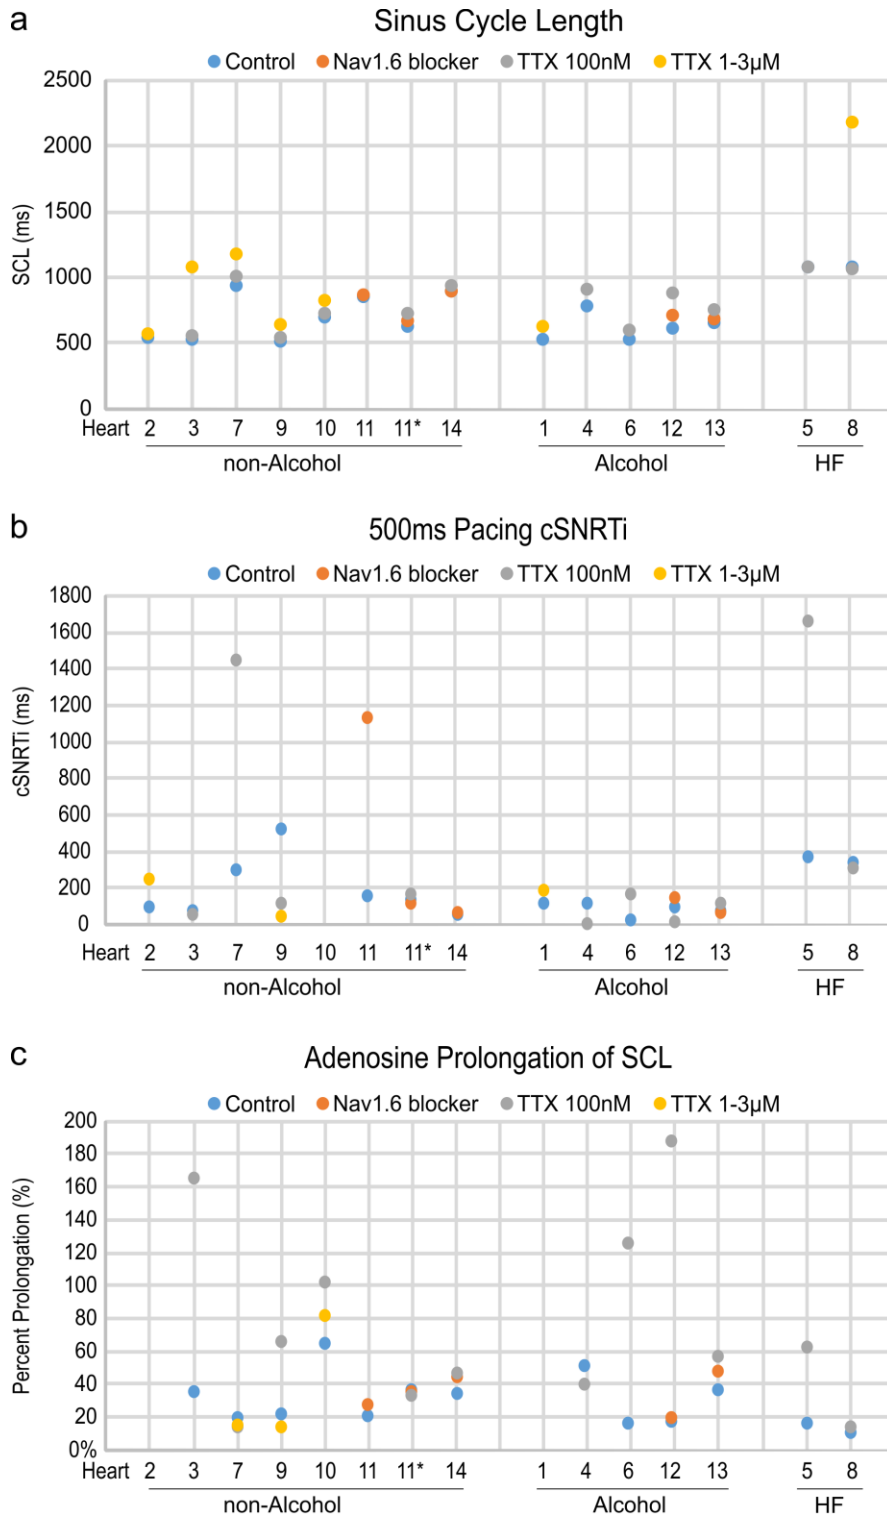 a
Sinus Cycle Length
Control Nav1.6 blocker TTX 100nM TTX 1-3µM
SCL (ms)
2500
2000
1500
1000
500
0
Heart 2 3 7 9 10 11 11* 14 1 4 6 12 13 5 8
non-Alcohol Alcohol HF
b
500ms Pacing cSNRTi
Control Nav1.6 blocker TTX 100nM TTX 1-3µM
cSNRTi (ms)
1800
1600
1400
1200
1000
800
600
400
200
0
Heart 2 3 7 9 10 11 11* 14 1 4 6 12 13 5 8
non-Alcohol Alcohol HF
c
Adenosine Prolongation of SCL
Control Nav1.6 blocker TTX 100nM TTX 1-3µM
Percent Prolongation (%)
200
180
160
140
120
100
80
60
40
20
0%
Heart 2 3 7 9 10 11 11* 14 1 4 6 12 13 5 8
non-Alcohol Alcohol HF